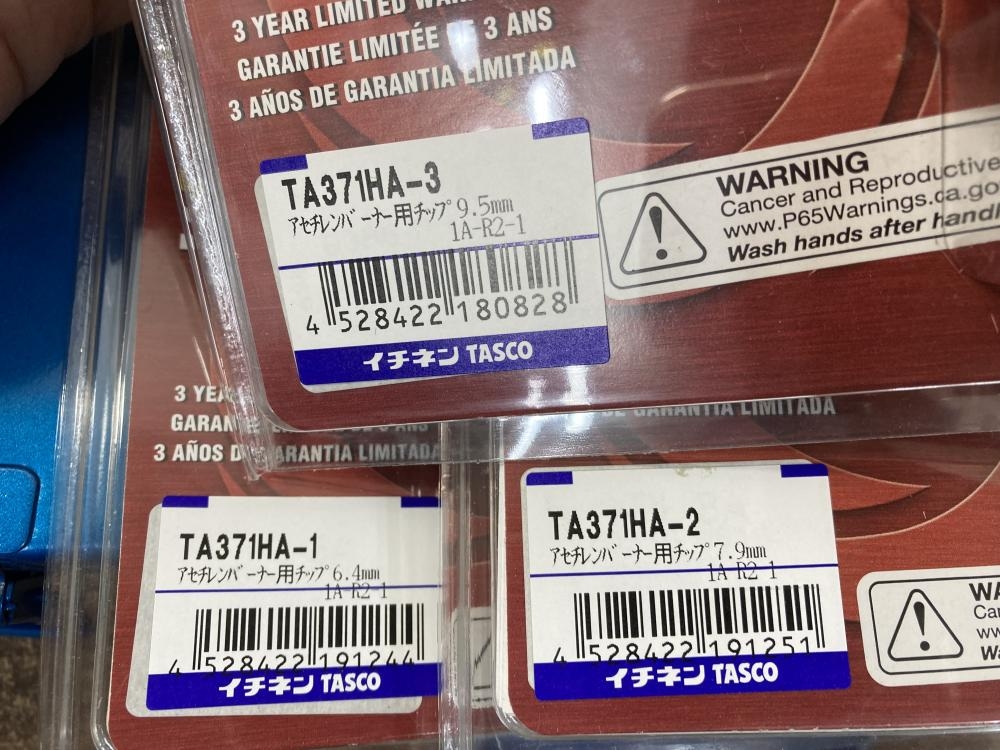 3 YEAR LIMITED
GARANTIE LIMITÉE DE 3 ANS
3 AÑOS DE GARANTIA LIMITADA
TA371HA-3
アセチレンバーナー用チップ 9.5mm
1A-R2-1
4 528422 180828
イチネン TASCO
WARNING
Cancer and Reproductive
www.P65Warnings.ca.go
Wash hands after handl
3 YEA
GARAN
3 AÑOS DE GARANTIA LIMITADA
DE GARANTIA LIMITADA
TA371HA-1
アセチレンバーナー用チップ 6.4mm
1A-R2-1
4 528422 191244
イチネン TASCO
TA371HA-2
アセチレンバーナー用チップ 7.9mm
1A-R2-1
4 528422 191251
イチネン TASCO
WA
Can
ww
Wa